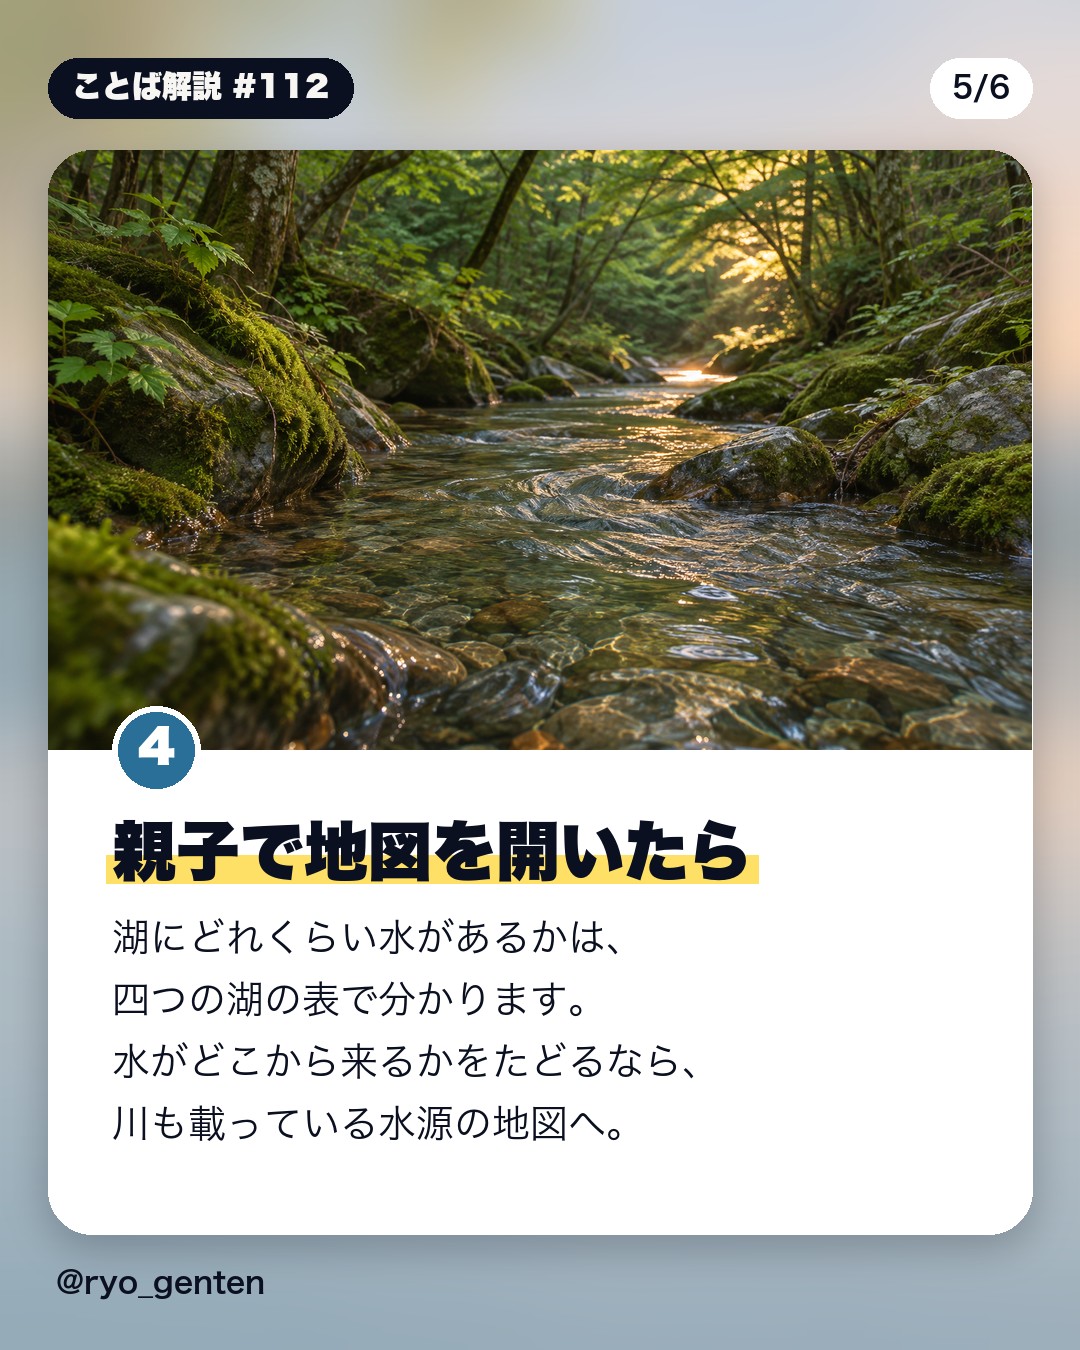 ことば解説 #112
5/6
4
親子で地図を開いたら
湖にどれくらい水があるかは、
四つの湖の表で分かります。
水がどこから来るかをたどるなら、
川も載っている水源の地図へ。
@ryo_genten